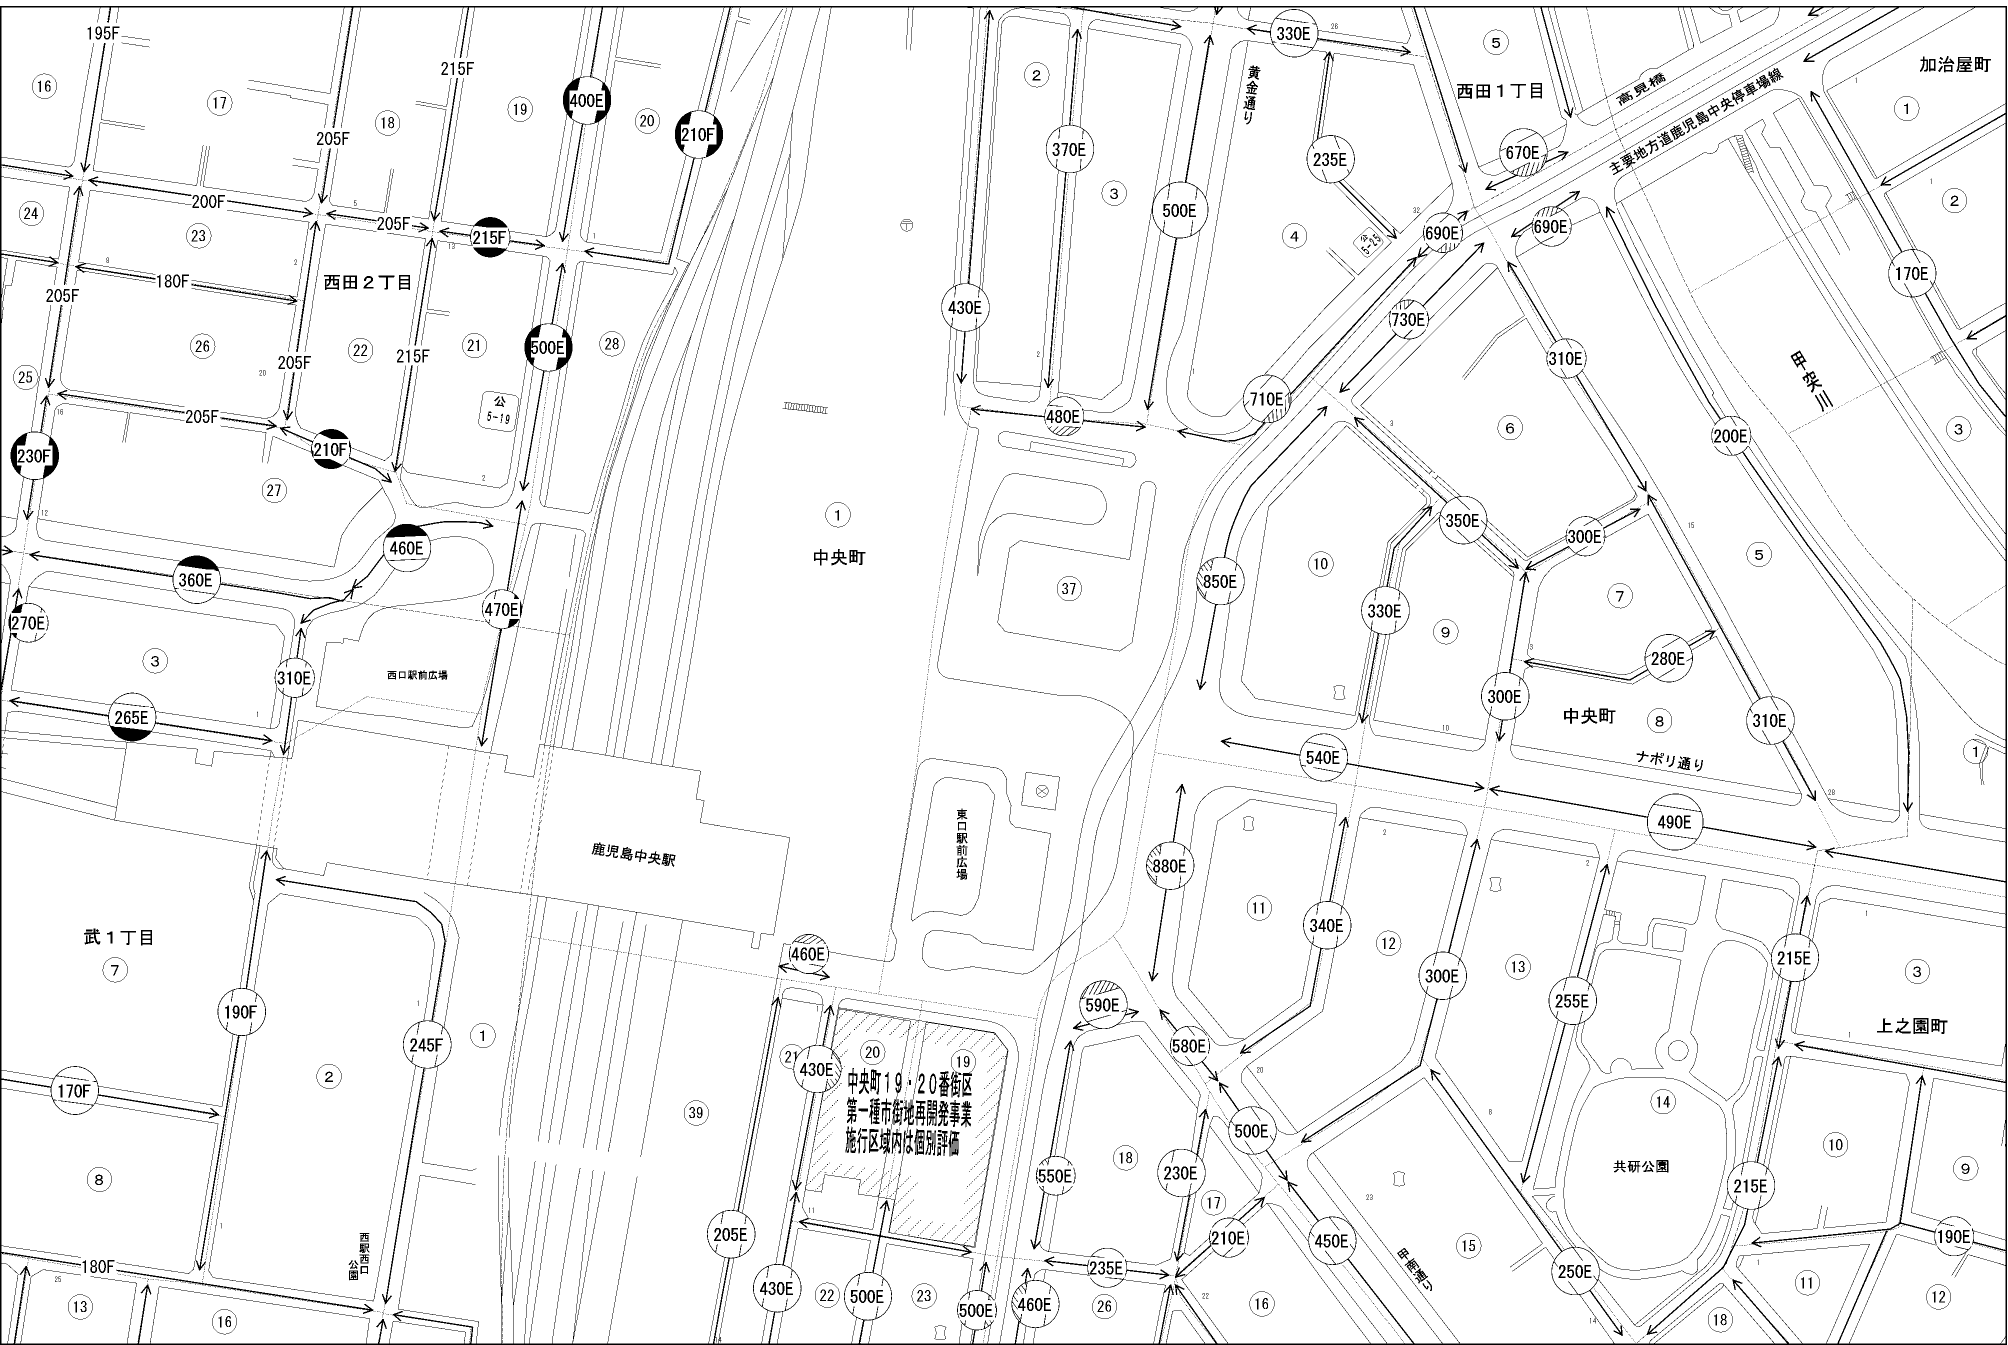 195F
215F
400E
210F
330E
26
加治屋町
16
17
18
19
20
2
5
西田1丁目
高見橋
主要地方道鹿児島中央停車場線
黄金通り
1
205F
370E
235E
670E
3
500E
690E
690E
170E
200F
205F
215F
24
23
西田2丁目
4
公
5-25
32
2
180F
205F
205F
215F
500E
28
430E
730E
310E
甲突川
26
22
21
25
公
5-19
205F
210F
230F
27
480E
710E
6
200E
3
1
中央町
460E
360E
470E
270E
850E
350E
300E
10
330E
9
7
5
37
3
310E
西口駅前広場
265E
280E
300E
中央町
8
310E
ナポリ通り
540E
490E
1
鹿児島中央駅
東口駅前広場
880E
11
340E
12
300E
13
255E
215E
3
上之園町
武1丁目
7
190F
245F
1
2
460E
590E
580E
21
430E
20
19
中央町19・20番街区
第一種市街地再開発事業
施行区域内は個別評価
39
170F
8
500E
550E
18
230E
17
210E
450E
甲南通り
14
共研公園
215E
10
9
190E
15
250E
205E
430E
22
500E
23
500E
460E
235E
26
16
11
12
18
西駅西口
公園
180F
13
16